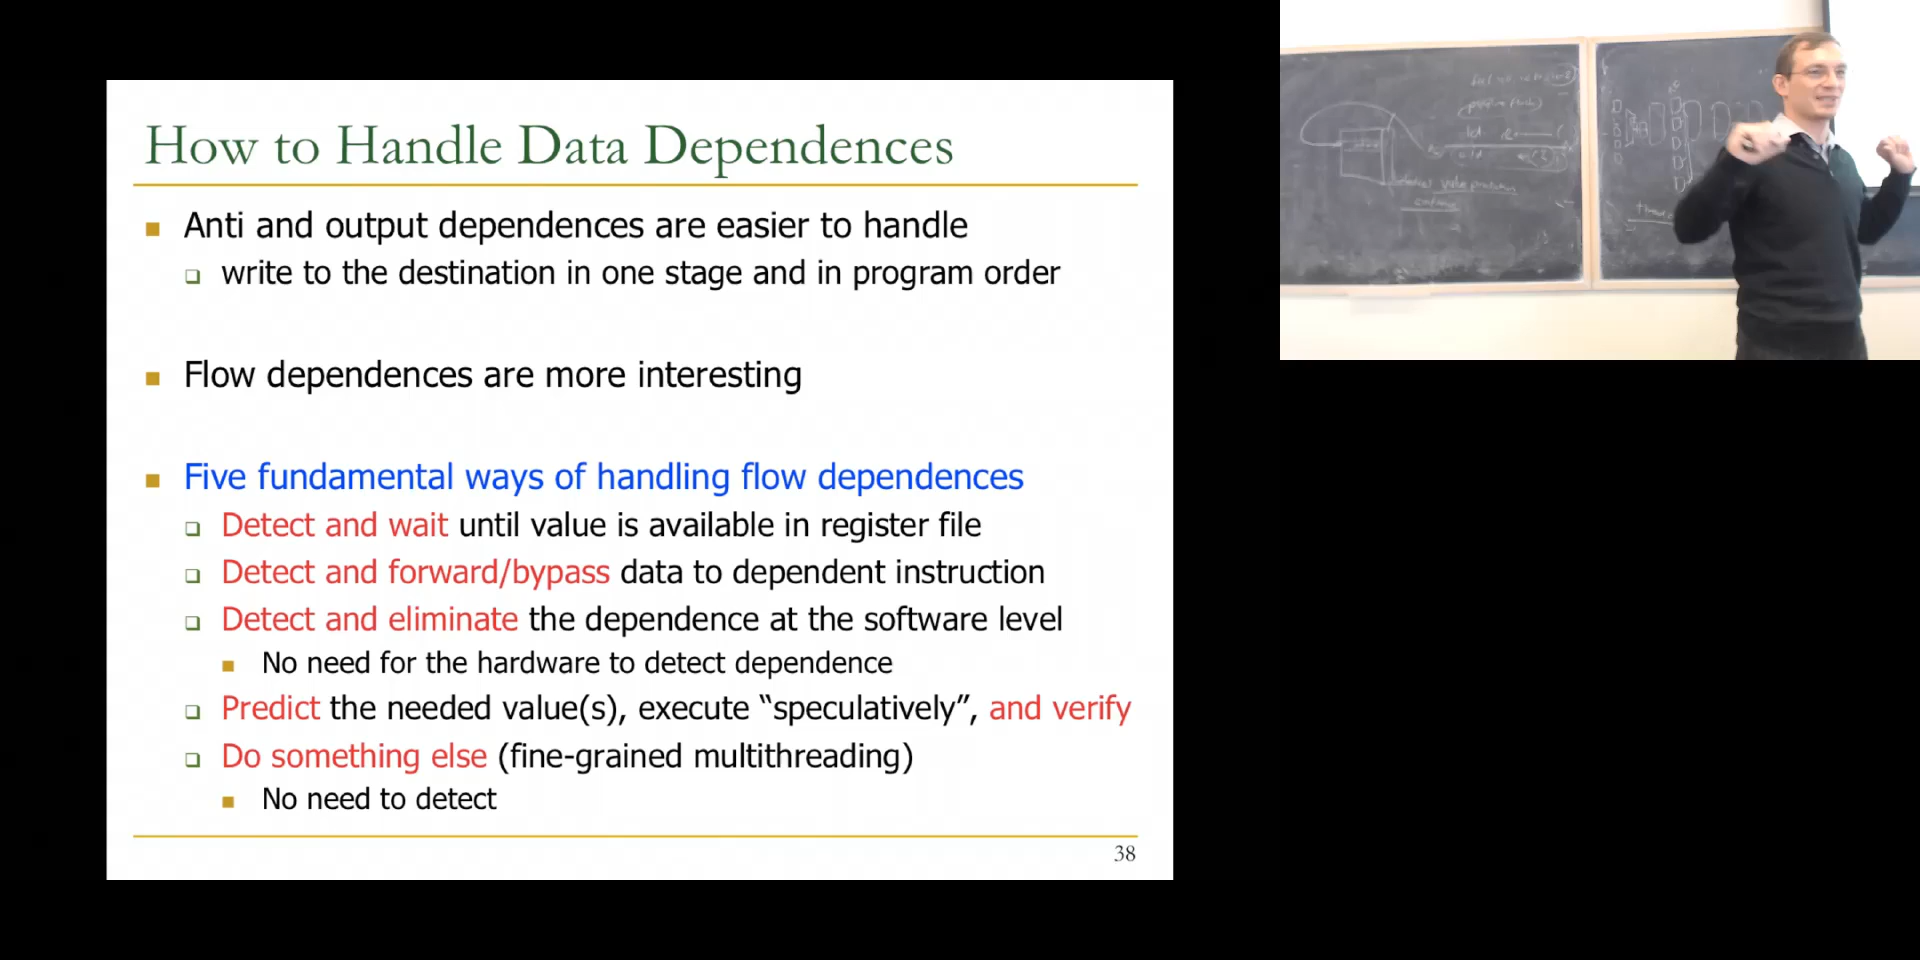 How to Handle Data Dependences
Anti and output dependences are easier to handle
write to the destination in one stage and in program order
Flow dependences are more interesting
Five fundamental ways of handling flow dependences
Detect and wait until value is available in register file
Detect and forward/bypass data to dependent instruction
Detect and eliminate the dependence at the software level
No need for the hardware to detect dependence
Predict the needed value(s), execute “speculatively”, and verify
Do something else (fine-grained multithreading)
No need to detect
38